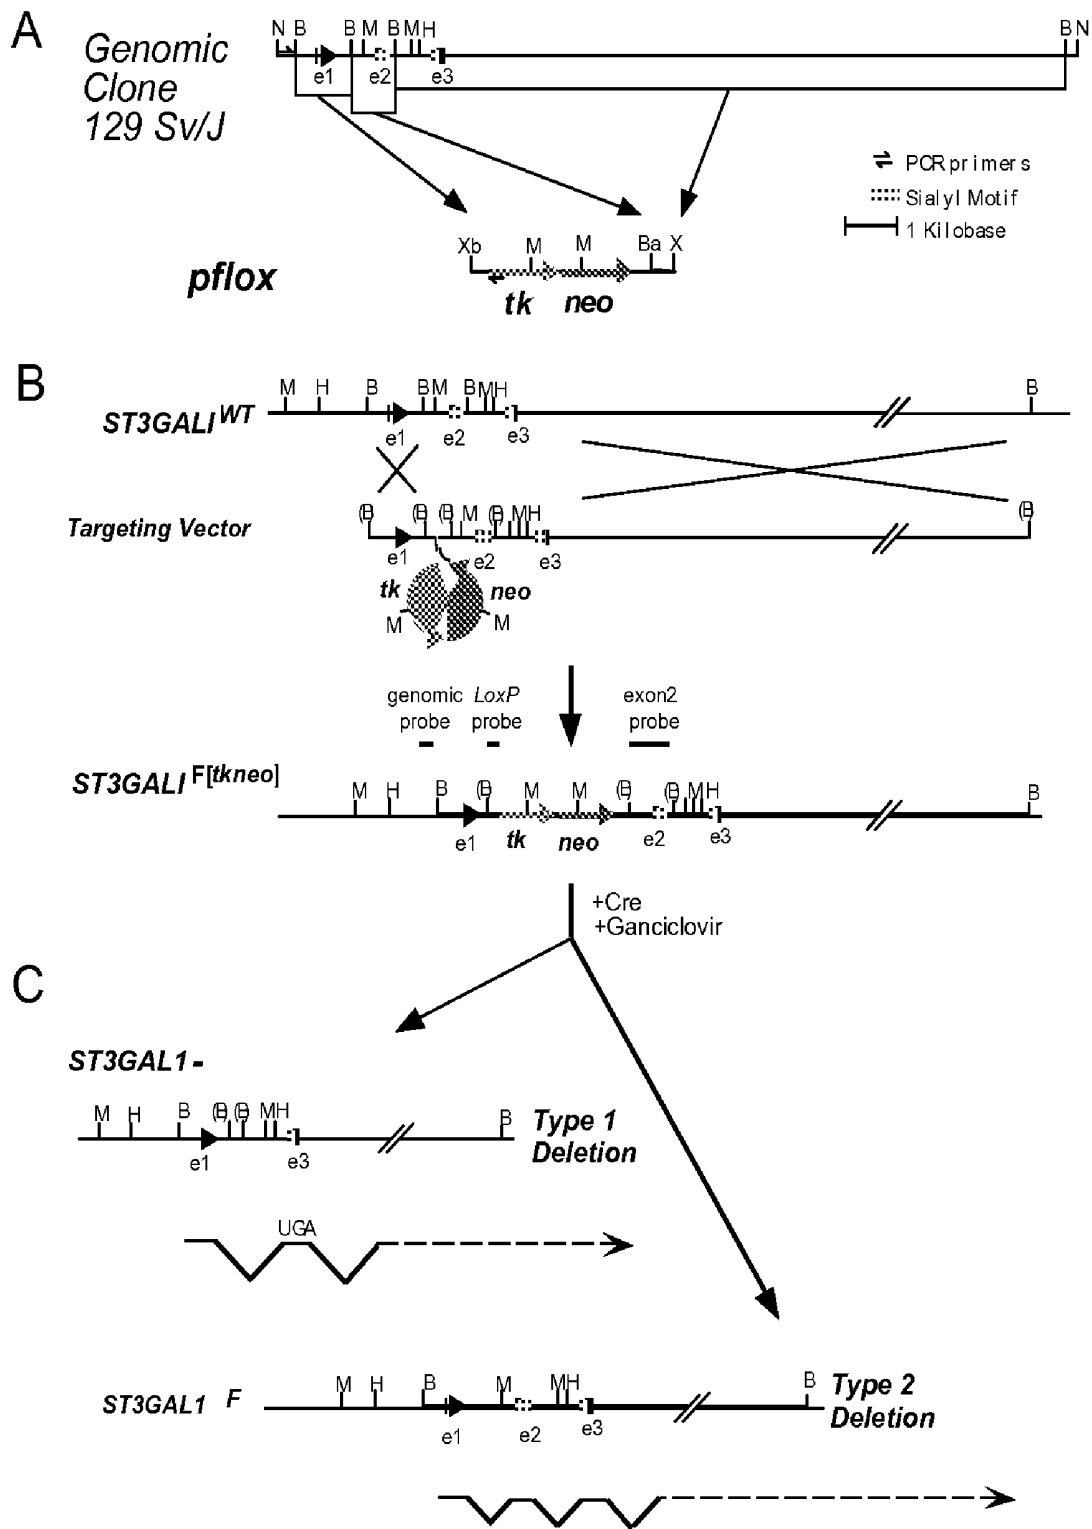 A
Genomic
Clone
129 Sv/J
N B B M B M H B N
e1 e2 e3
PCR primers
Sialyl Motif
1 Kilobase
Xb M M Ba X
pflox
tk neo
B
M H B B M B M H B
ST3GALI WT
e1 e2 e3
Targeting Vector
(B) (B) (B) M (B) M H (B)
e1 e2 e3
tk neo
M M
genomic probe
LoxP probe
exon2 probe
ST3GALI F[tkneo]
M H B (B) M M (B) (B) M H B
e1 tk neo e2 e3
+Cre
+Ganciclovir
C
ST3GAL1 -
M H B (B) (B) M H B
Type 1
Deletion
e1 e3
UGA
ST3GAL1 F
M H B M M H B
Type 2
Deletion
e1 e2 e3